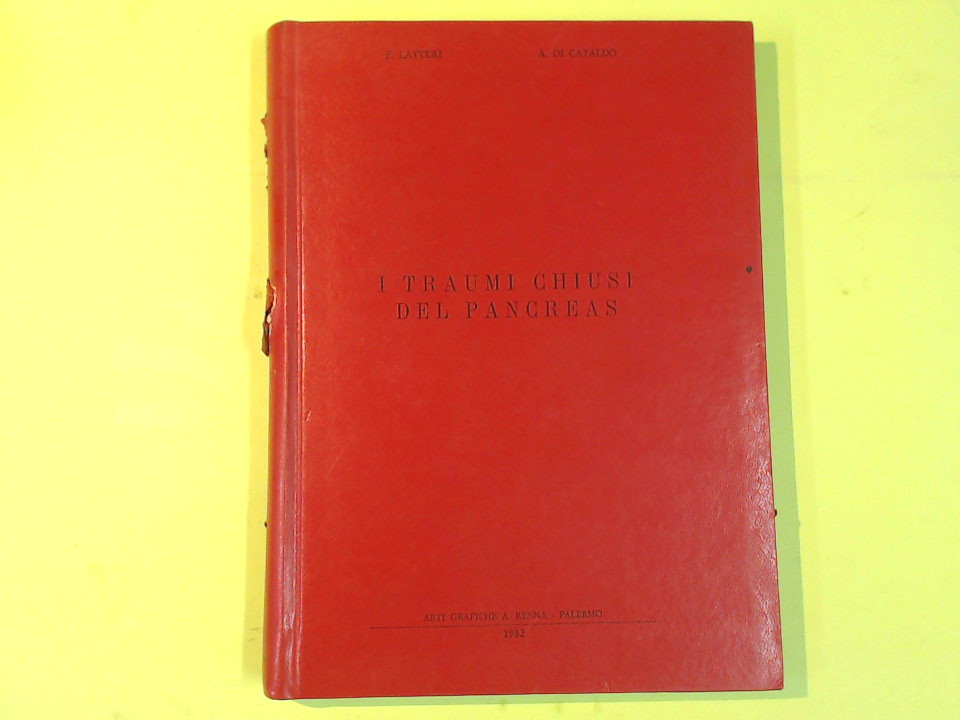 F. LATTERI A. DI CATALDO
I TRAUMI CHIUSI
DEL PANCREAS
ARTI GRAFICHE A. RENNA - PALERMO
1982